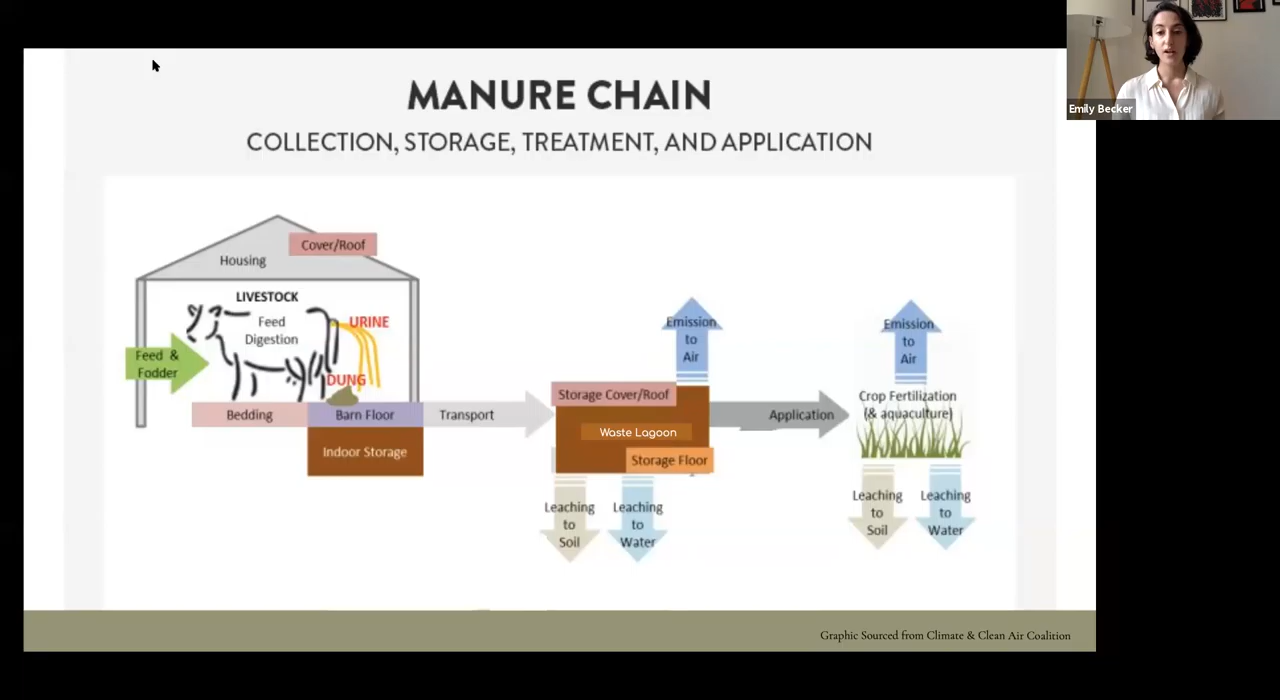 MANURE CHAIN
COLLECTION, STORAGE, TREATMENT, AND APPLICATION
Emily Becker
Cover/Roof
Housing
LIVESTOCK
Feed
Digestion
URINE
DUNG
Feed &
Fodder
Bedding
Barn Floor
Indoor Storage
Transport
Storage Cover/Roof
Waste Lagoon
Storage Floor
Emission
to
Air
Leaching
to
Soil
Leaching
to
Water
Application
Emission
to
Air
Crop Fertilization
(& aquaculture)
Leaching
to
Soil
Leaching
to
Water
Graphic Sourced from Climate & Clean Air Coalition